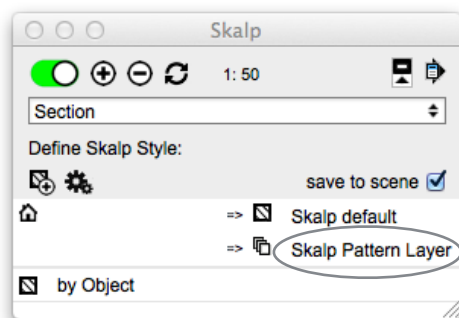 Skalp
1: 50
Section
Define Skalp Style:
save to scene
=> Skalp default
=> Skalp Pattern Layer
by Object